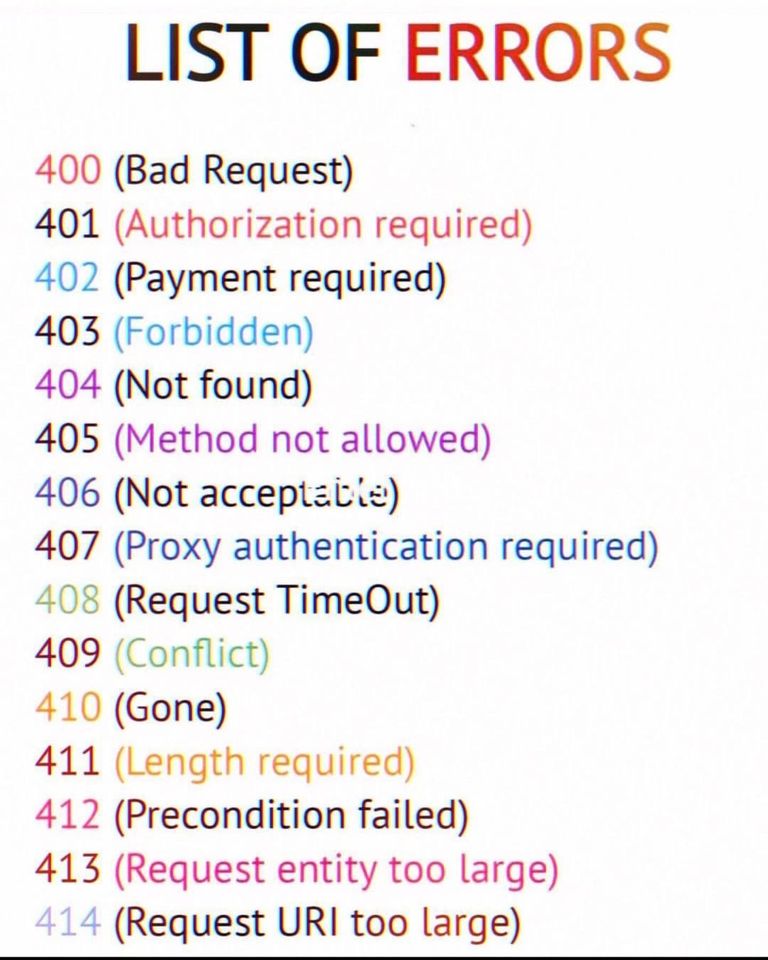 LIST OF ERRORS
400 (Bad Request)
401 (Authorization required)
402 (Payment required)
403 (Forbidden)
404 (Not found)
405 (Method not allowed)
406 (Not acceptable)
407 (Proxy authentication required)
408 (Request TimeOut)
409 (Conflict)
410 (Gone)
411 (Length required)
412 (Precondition failed)
413 (Request entity too large)
414 (Request URI too large)